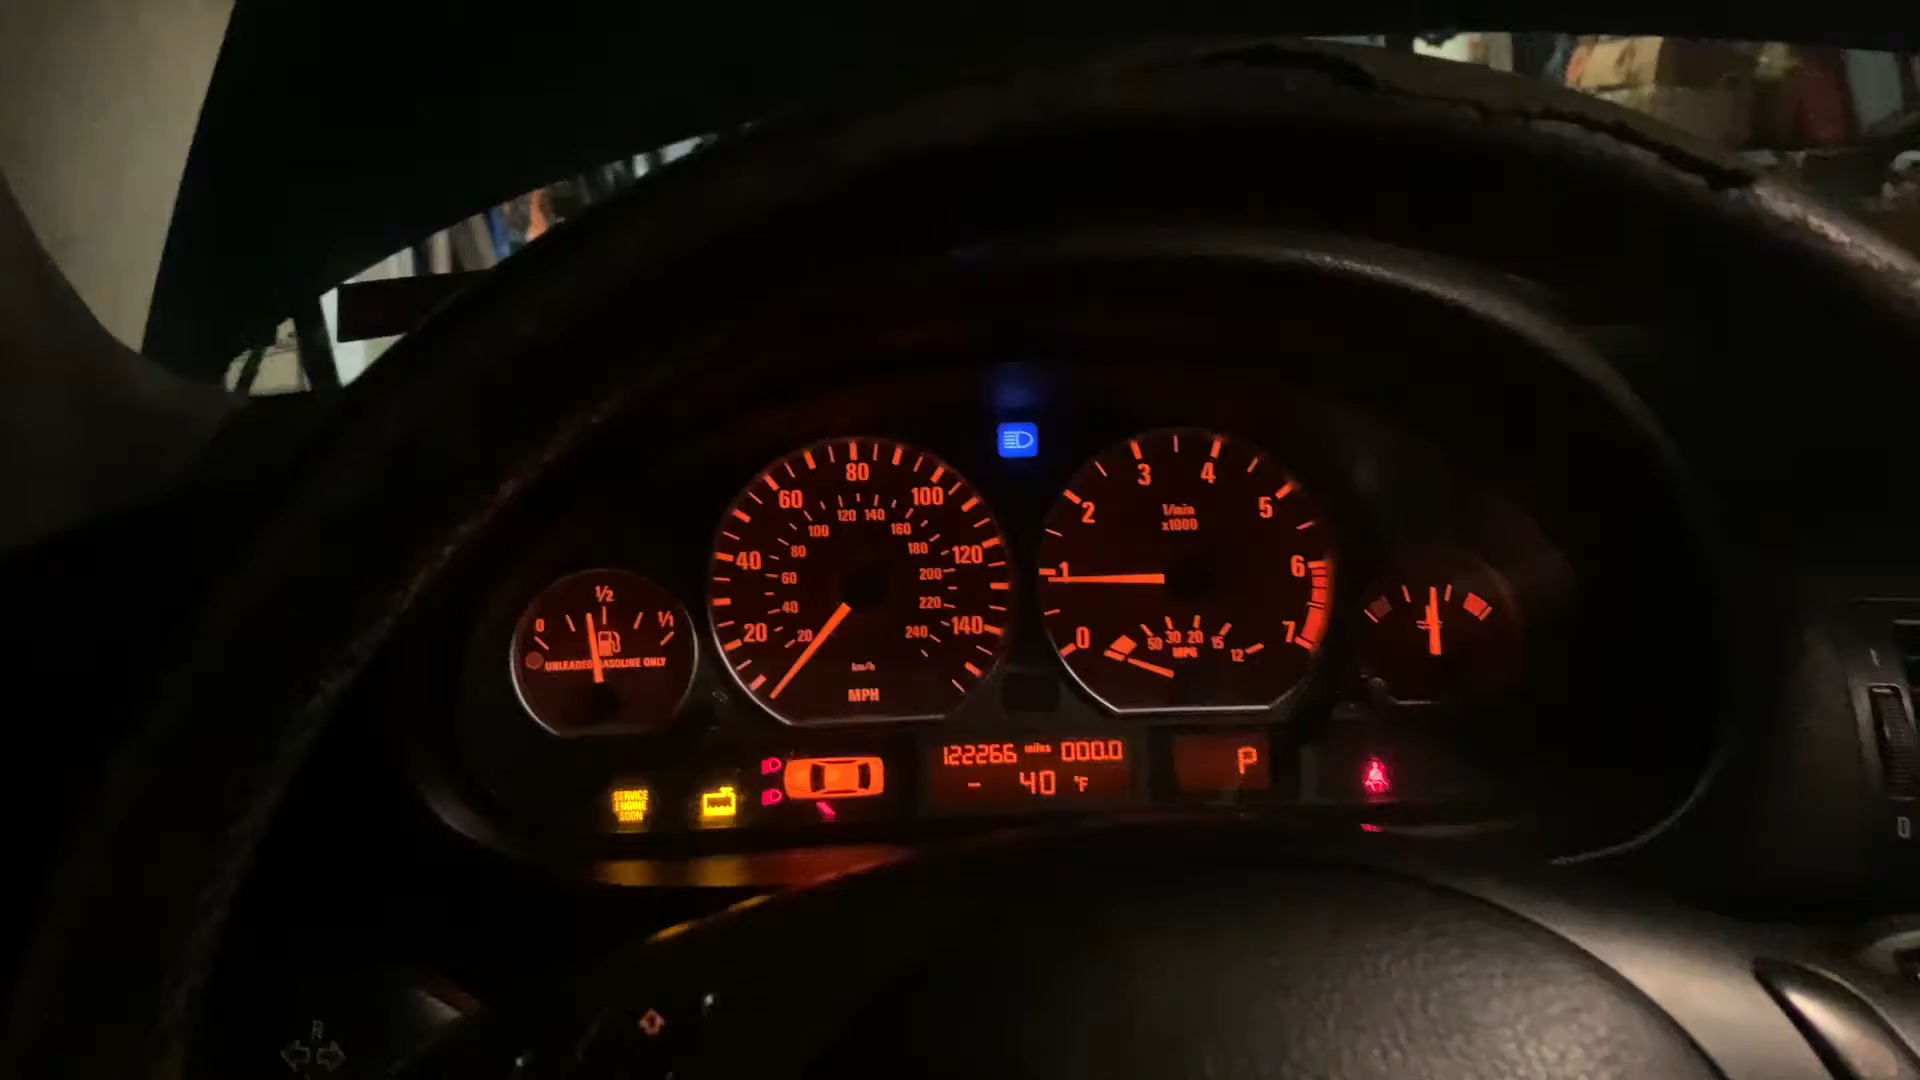 0 1/2 1/1
UNLEADED GASOLINE ONLY
20 40 60 80 100 120 140
20 40 60 80 100 120 140 160 180 200 220 240
km/h
MPH
0 1 2 3 4 5 6 7
1/min
x1000
50 30 20 15 12
MPG
SERVICE
ENGINE
SOON
122266 miles 000.0
- 40 °F
P
R
0